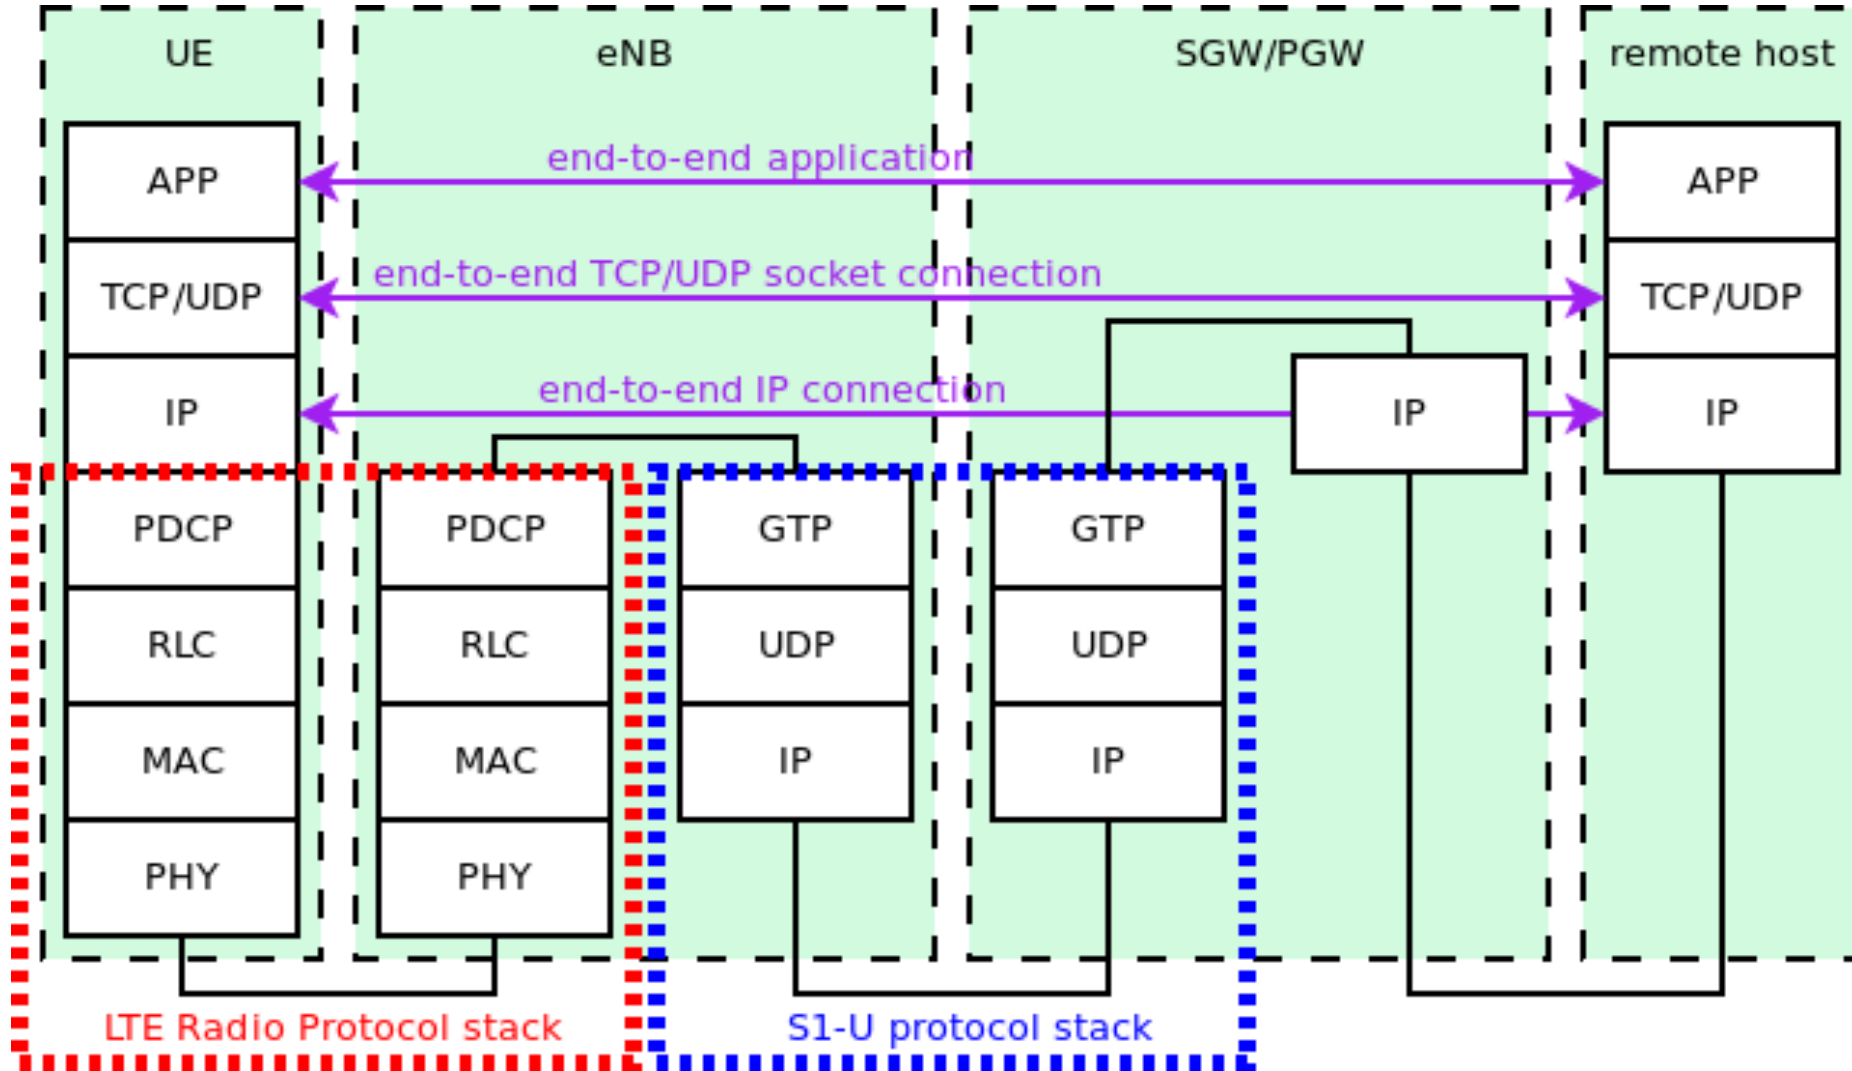 UE
eNB
SGW/PGW
remote host
end-to-end application
APP
APP
end-to-end TCP/UDP socket connection
TCP/UDP
TCP/UDP
end-to-end IP connection
IP
IP
IP
PDCP
PDCP
GTP
GTP
RLC
RLC
UDP
UDP
MAC
MAC
IP
IP
PHY
PHY
LTE Radio Protocol stack
S1-U protocol stack